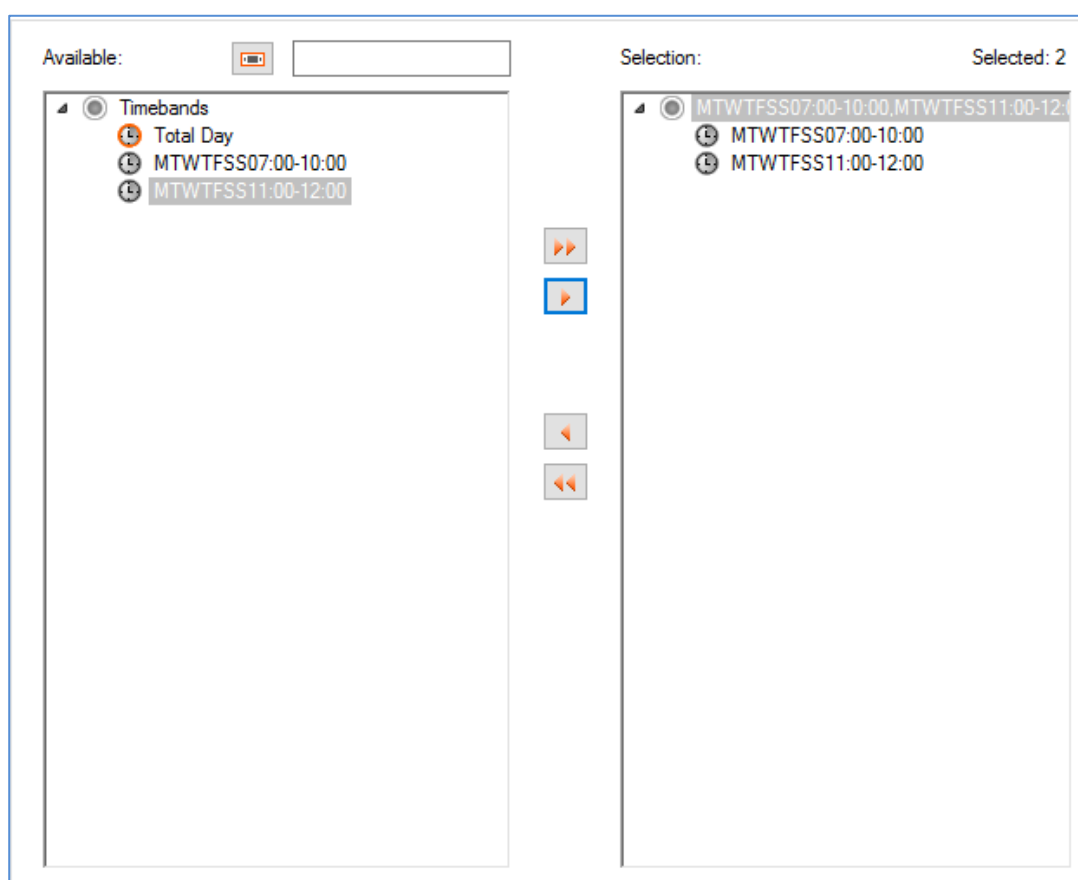 Available:
Timebands
Total Day
MTWTFSS07:00-10:00
MTWTFSS11:00-12:00
Selection: Selected: 2
MTWTFSS07:00-10:00,MTWTFSS11:00-12:
MTWTFSS07:00-10:00
MTWTFSS11:00-12:00